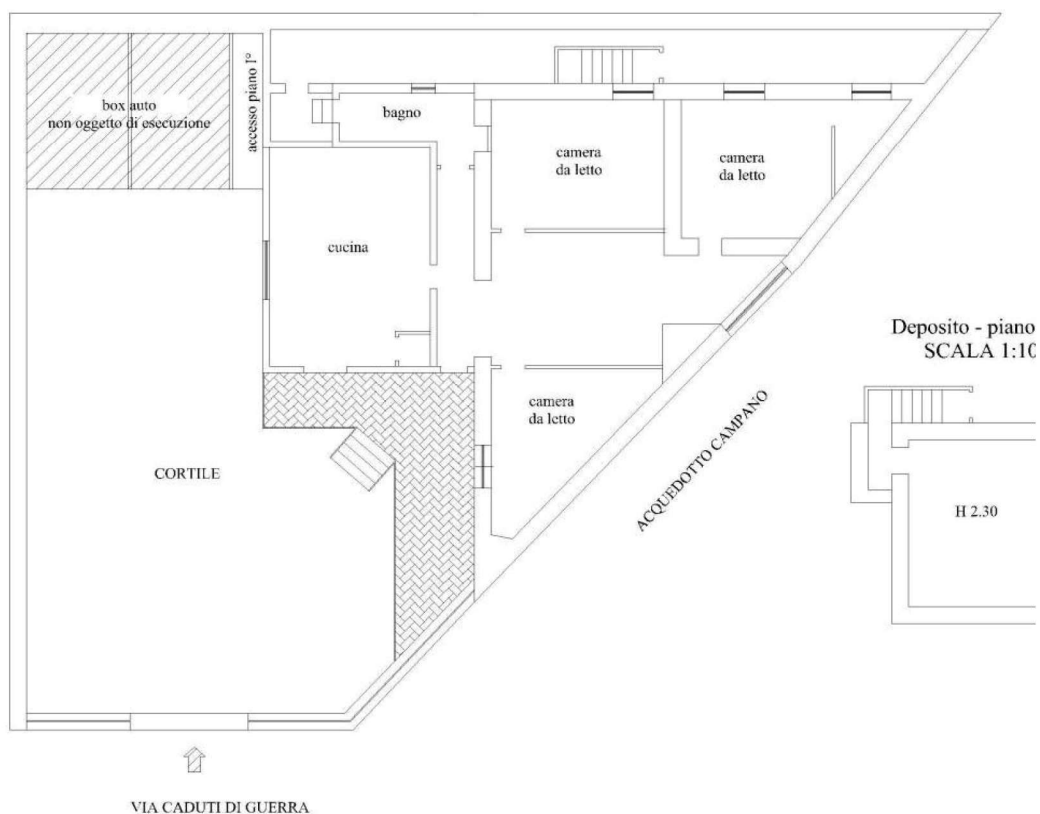 box auto
non oggetto di esecuzione
accesso piano I°
bagno
camera
da letto
camera
da letto
cucina
Deposito - piano
SCALA 1:10
camera
da letto
ACQUEDOTTO CAMPANO
CORTILE
H 2.30
VIA CADUTI DI GUERRA